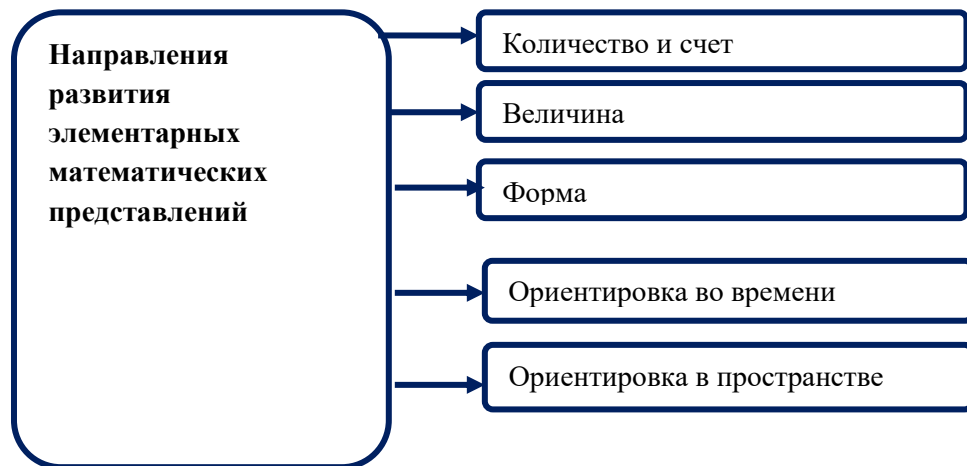 Направления
развития
элементарных
математических
представлений
Количество и счет
Величина
Форма
Ориентировка во времени
Ориентировка в пространстве